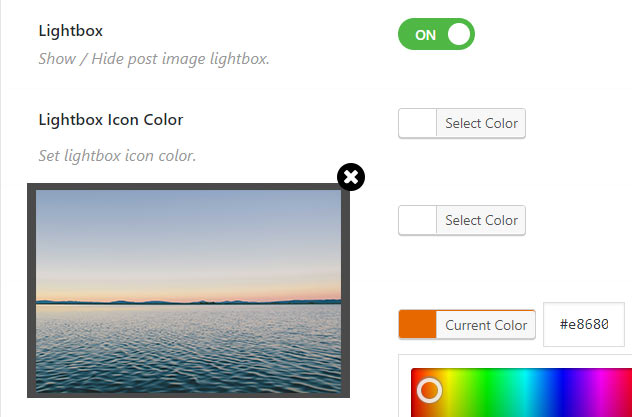 Lightbox
ON
Show / Hide post image lightbox.
Lightbox Icon Color
Select Color
Set lightbox icon color.
Select Color
Current Color
#e8680